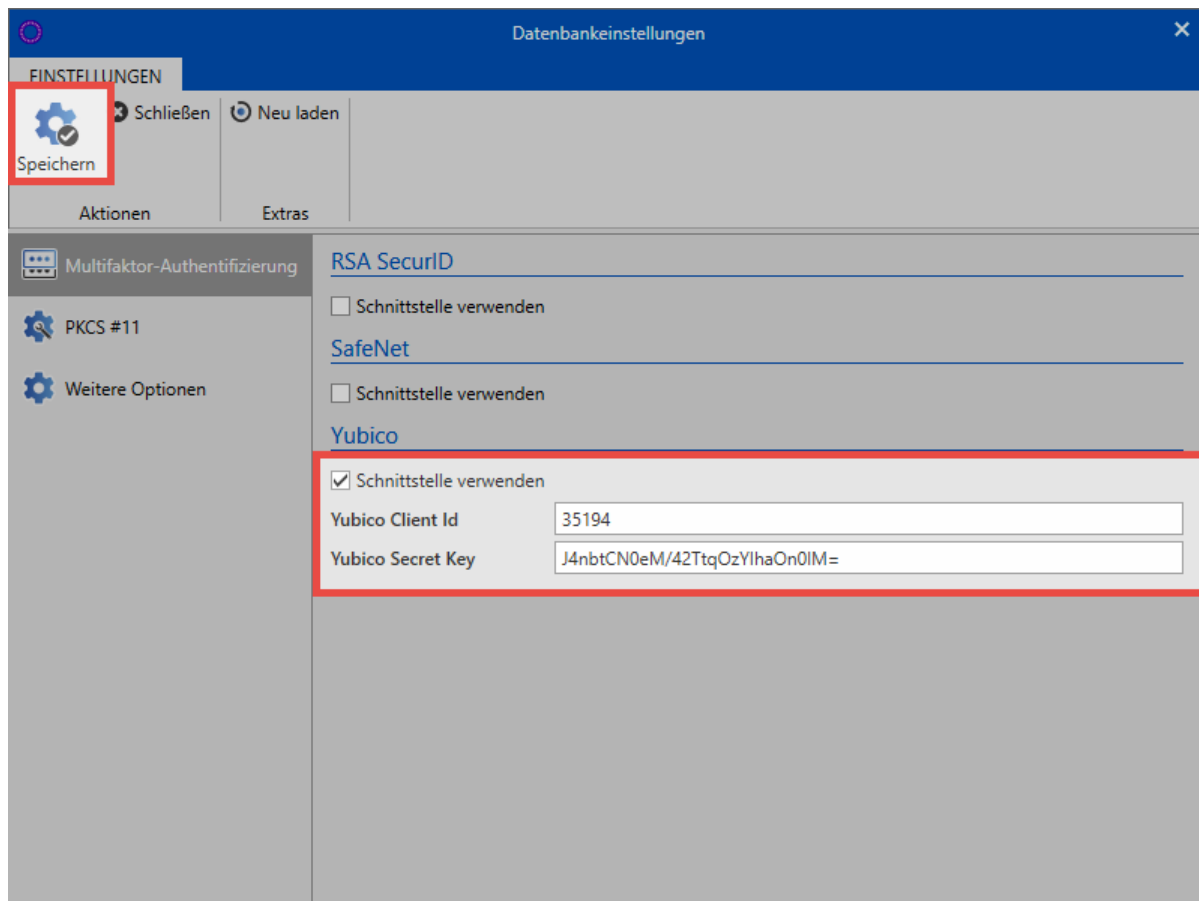 Datenbankeinstellungen
EINSTELLUNGEN
Schließen
Neu laden
Speichern
Aktionen
Extras
Multifaktor-Authentifizierung
PKCS #11
Weitere Optionen
RSA SecurID
Schnittstelle verwenden
SafeNet
Schnittstelle verwenden
Yubico
Schnittstelle verwenden
Yubico Client Id 35194
Yubico Secret Key J4nbtCN0eM/42TtqOzYlhaOn0lM=